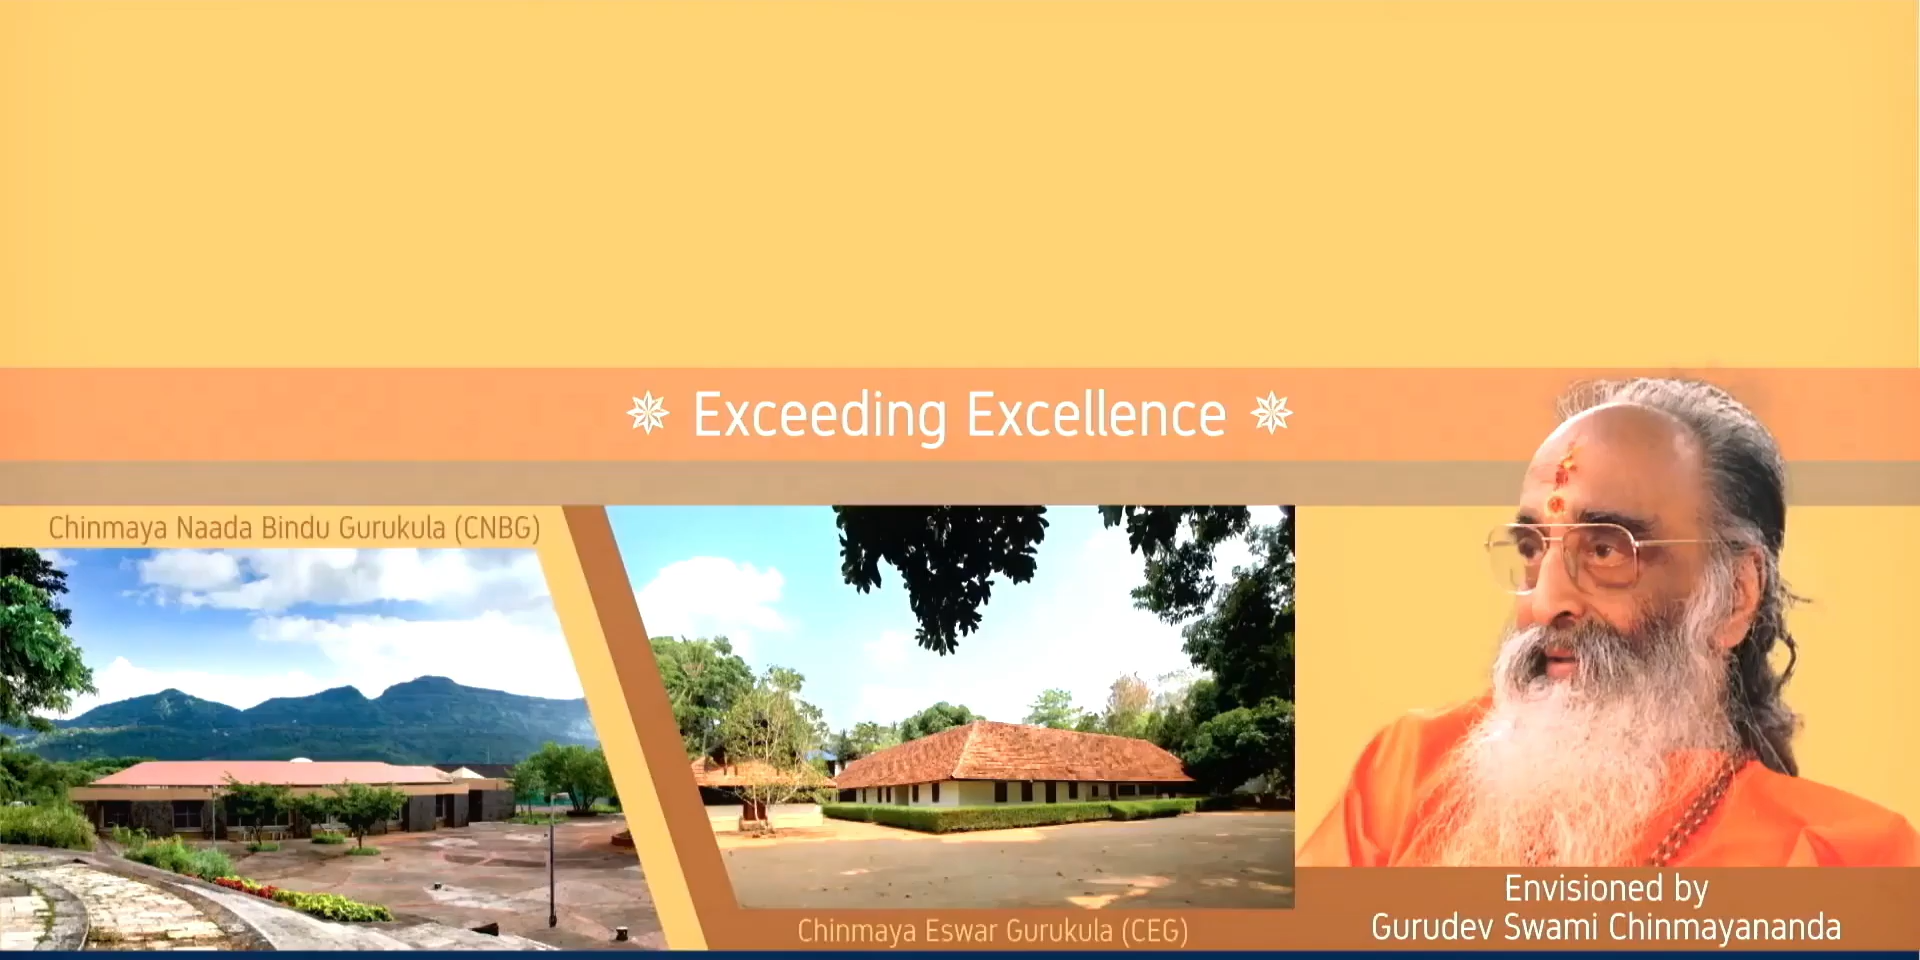 Exceeding Excellence
Chinmaya Naada Bindu Gurukula (CNBG)
Chinmaya Eswar Gurukula (CEG)
Envisioned by
Gurudev Swami Chinmayananda